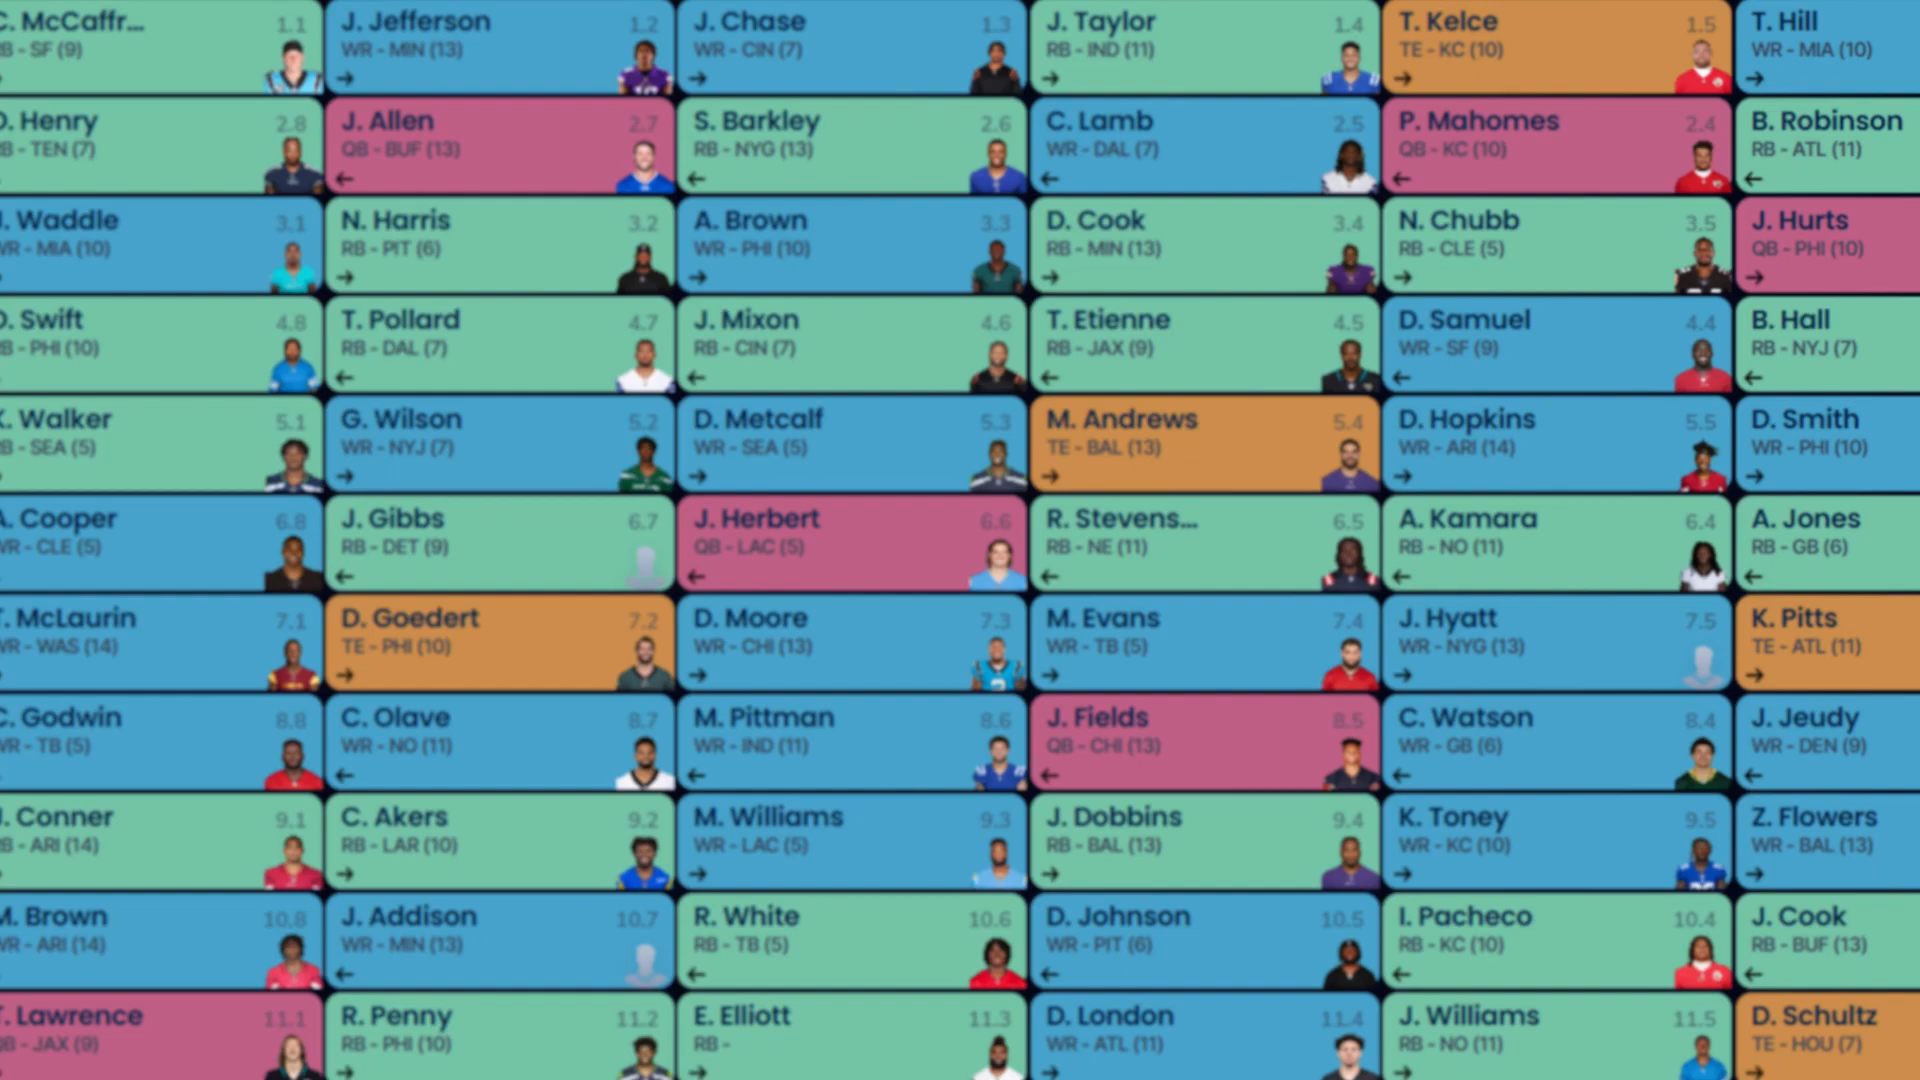 C. McCaffr... 1.1
RB - SF (9)
J. Jefferson 1.2
WR - MIN (13)
J. Chase 1.3
WR - CIN (7)
J. Taylor 1.4
RB - IND (11)
T. Kelce 1.5
TE - KC (10)
T. Hill
WR - MIA (10)
D. Henry 2.8
RB - TEN (7)
J. Allen 2.7
QB - BUF (13)
S. Barkley 2.6
RB - NYG (13)
C. Lamb 2.5
WR - DAL (7)
P. Mahomes 2.4
QB - KC (10)
B. Robinson
RB - ATL (11)
J. Waddle 3.1
WR - MIA (10)
N. Harris 3.2
RB - PIT (6)
A. Brown 3.3
WR - PHI (10)
D. Cook 3.4
RB - MIN (13)
N. Chubb 3.5
RB - CLE (5)
J. Hurts
QB - PHI (10)
D. Swift 4.8
RB - PHI (10)
T. Pollard 4.7
RB - DAL (7)
J. Mixon 4.6
RB - CIN (7)
T. Etienne 4.5
RB - JAX (9)
D. Samuel 4.4
WR - SF (9)
B. Hall
RB - NYJ (7)
K. Walker 5.1
RB - SEA (5)
G. Wilson 5.2
WR - NYJ (7)
D. Metcalf 5.3
WR - SEA (5)
M. Andrews 5.4
TE - BAL (13)
D. Hopkins 5.5
WR - ARI (14)
D. Smith
WR - PHI (10)
A. Cooper 6.8
WR - CLE (5)
J. Gibbs 6.7
RB - DET (9)
J. Herbert 6.6
QB - LAC (5)
R. Stevens... 6.5
RB - NE (11)
A. Kamara 6.4
RB - NO (11)
A. Jones
RB - GB (6)
T. McLaurin 7.1
WR - WAS (14)
D. Goedert 7.2
TE - PHI (10)
D. Moore 7.3
WR - CHI (13)
M. Evans 7.4
WR - TB (5)
J. Hyatt 7.5
WR - NYG (13)
K. Pitts
TE - ATL (11)
C. Godwin 8.8
WR - TB (5)
C. Olave 8.7
WR - NO (11)
M. Pittman 8.6
WR - IND (11)
J. Fields 8.5
QB - CHI (13)
C. Watson 8.4
WR - GB (6)
J. Jeudy
WR - DEN (9)
J. Conner 9.1
RB - ARI (14)
C. Akers 9.2
RB - LAR (10)
M. Williams 9.3
WR - LAC (5)
J. Dobbins 9.4
RB - BAL (13)
K. Toney 9.5
WR - KC (10)
Z. Flowers
WR - BAL (13)
M. Brown 10.8
WR - ARI (14)
J. Addison 10.7
WR - MIN (13)
R. White 10.6
RB - TB (5)
D. Johnson 10.5
WR - PIT (6)
I. Pacheco 10.4
RB - KC (10)
J. Cook
RB - BUF (13)
T. Lawrence 11.1
QB - JAX (9)
R. Penny 11.2
RB - PHI (10)
E. Elliott 11.3
RB -
D. London 11.4
WR - ATL (11)
J. Williams 11.5
RB - NO (11)
D. Schultz
TE - HOU (7)